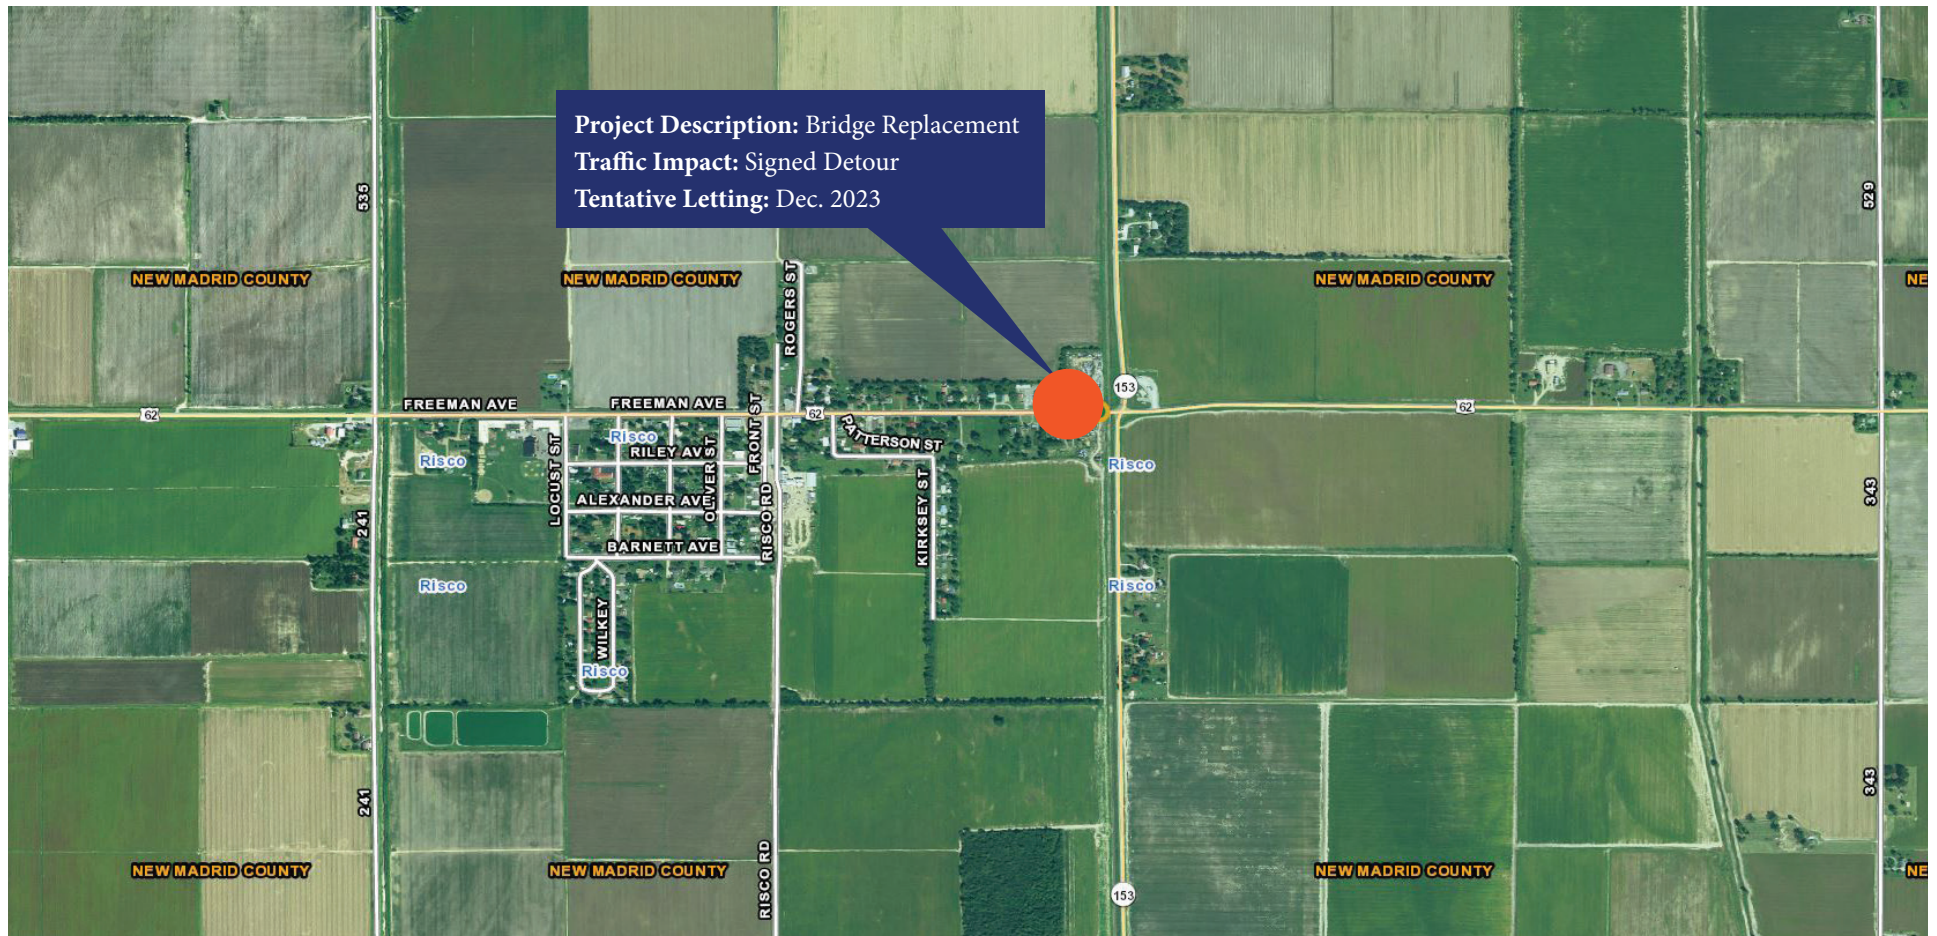 Project Description: Bridge Replacement
Traffic Impact: Signed Detour
Tentative Letting: Dec. 2023
535
529
NEW MADRID COUNTY
NEW MADRID COUNTY
NEW MADRID COUNTY
NE
ROGERS ST
153
62
FREEMAN AVE
FREEMAN AVE
62
62
FRONT ST
PATTERSON ST
Risco
Risco
RILEY AV
OLIVER ST
LOCUST ST
Risco
ALEXANDER AVE
343
241
RISCO RD
KIRKSEY ST
BARNETT AVE
Risco
Risco
WILKEY
Risco
241
343
NEW MADRID COUNTY
NEW MADRID COUNTY
RISCO RD
NEW MADRID COUNTY
NE
153